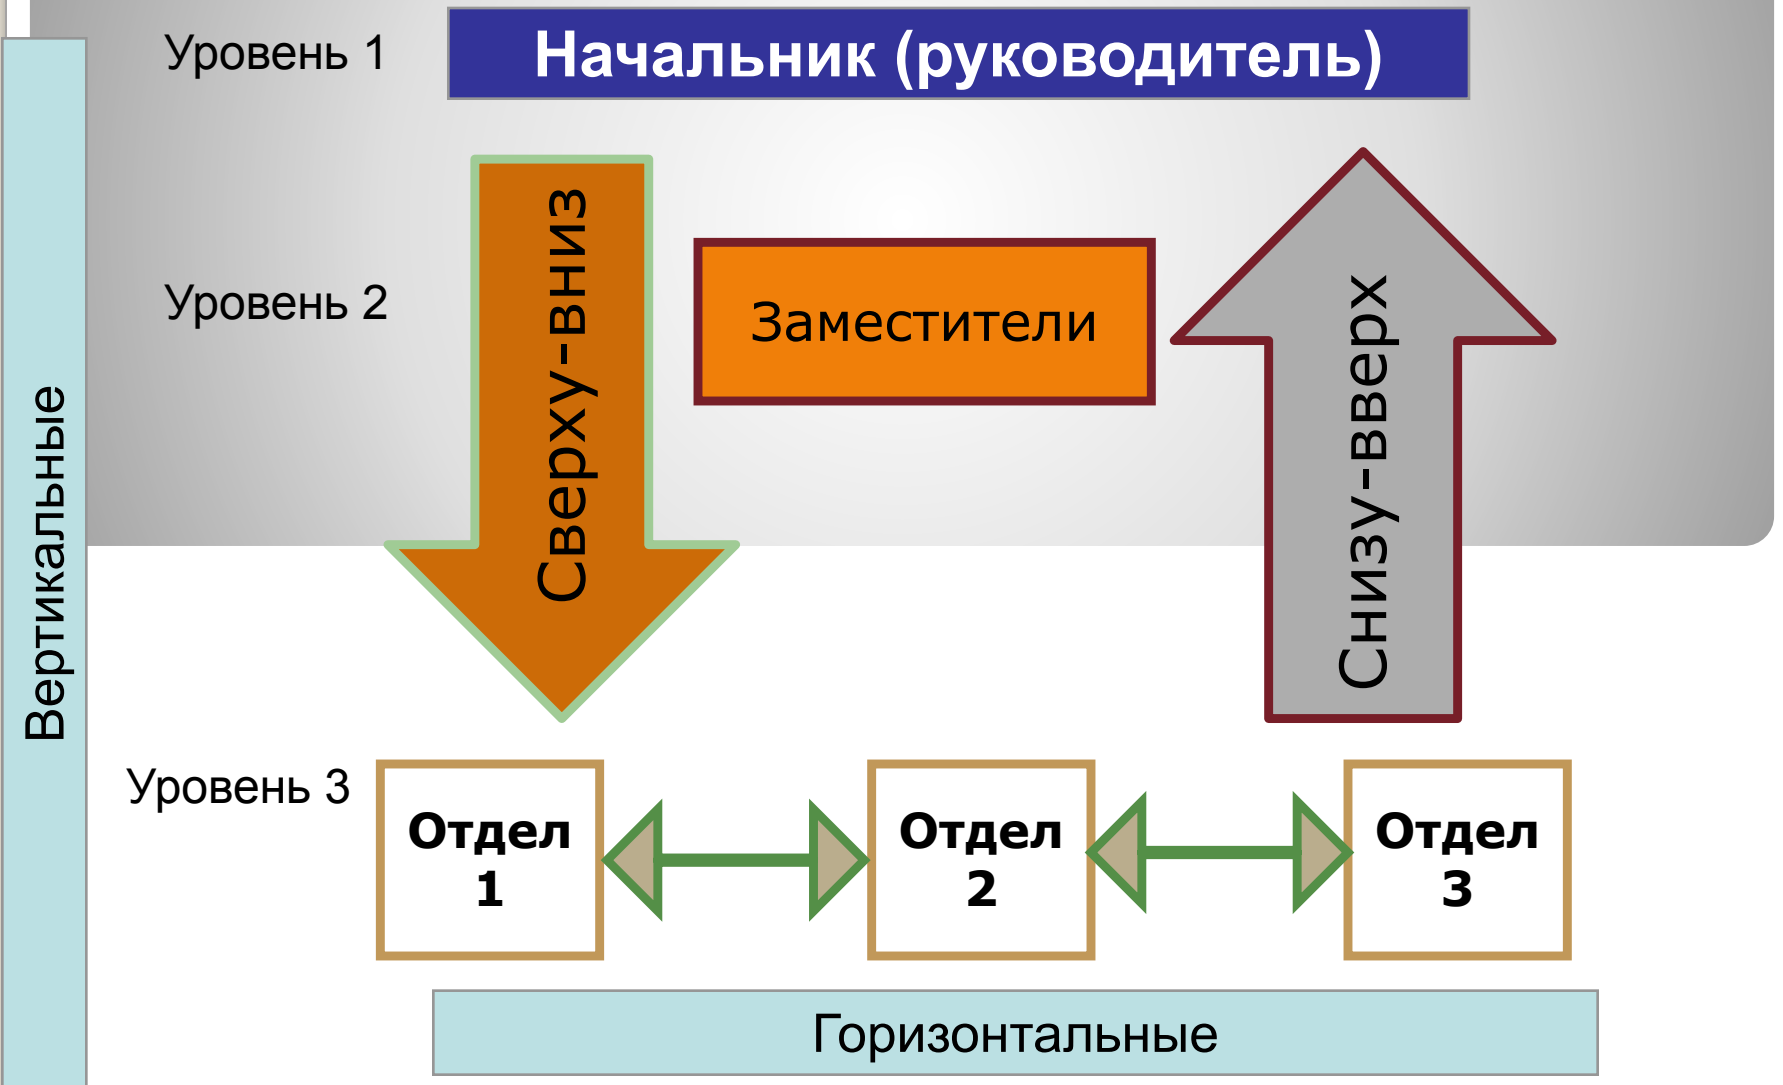 Уровень 1
Начальник (руководитель)
Сверху-вниз
Уровень 2
Заместители
Снизу-вверх
Вертикальные
Уровень 3
Отдел
1
Отдел
2
Отдел
3
Горизонтальные